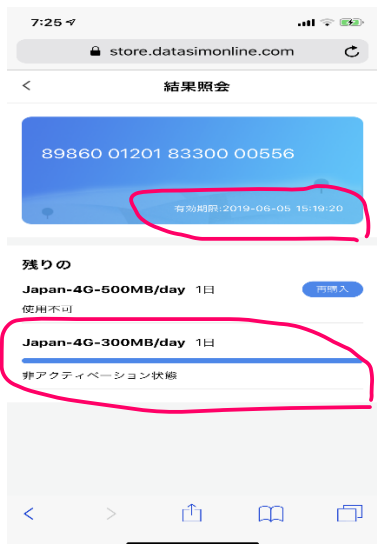 7:25
store.datasimonline.com
結果照会
89860 01201 83300 00556
有効期限:2019-06-05 15:19:20
残りの
Japan-4G-500MB/day 1日
再購入
使用不可
Japan-4G-300MB/day 1日
非アクティベーション状態